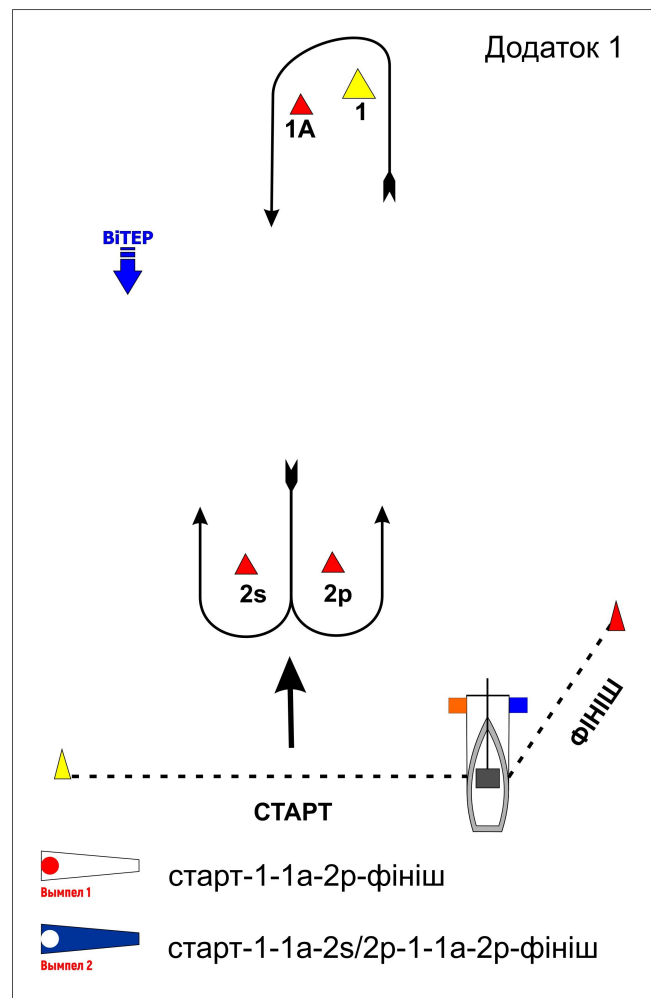 Додаток 1
1
1A
ВіТЕР
2s
2p
ФІНІШ
СТАРТ
старт-1-1а-2р-фініш
Вымпел 1
старт-1-1а-2s/2р-1-1а-2р-фініш
Вымпел 2